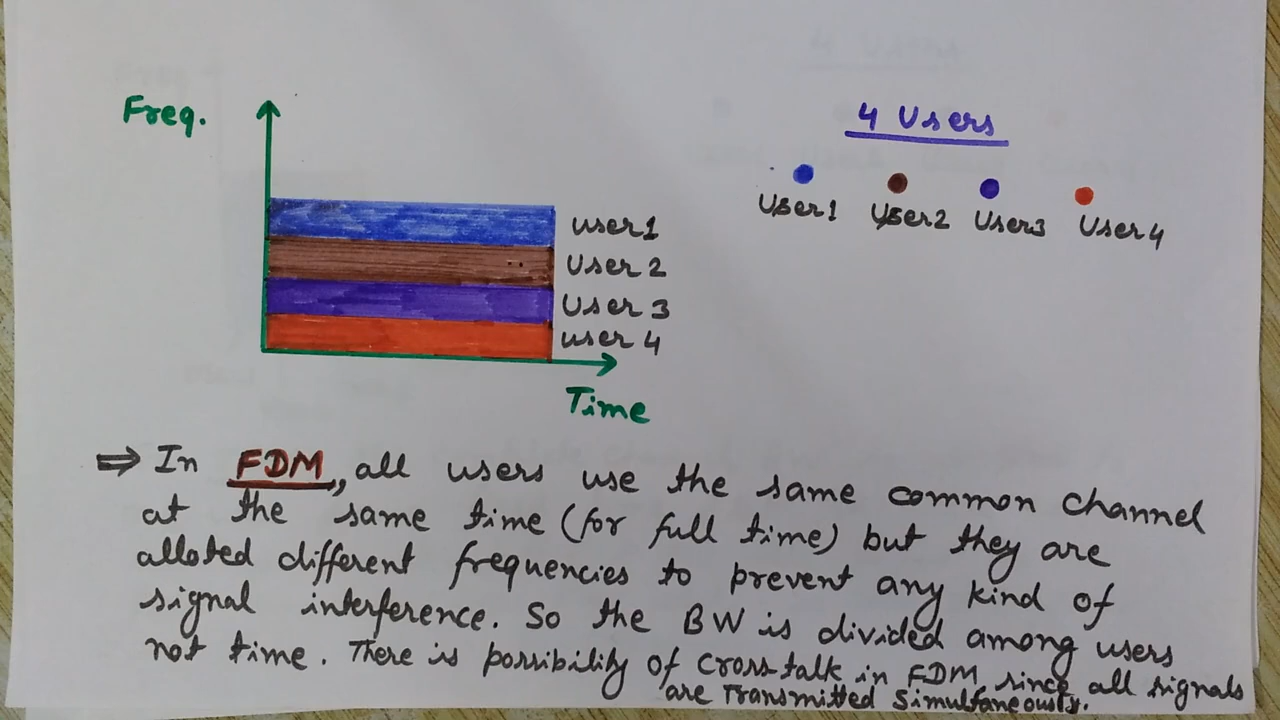 Freq.
4 Users
User1 User2 User3 User4
user1
User 2
User 3
user 4
Time
⇒ In FDM, all users use the same common channel
at the same time (for full time) but they are
alloted different frequencies to prevent any kind of
signal interference. So the BW is divided among users
not time. There is possibility of cross talk in FDM since all signals
are Transmitted Simultaneously.